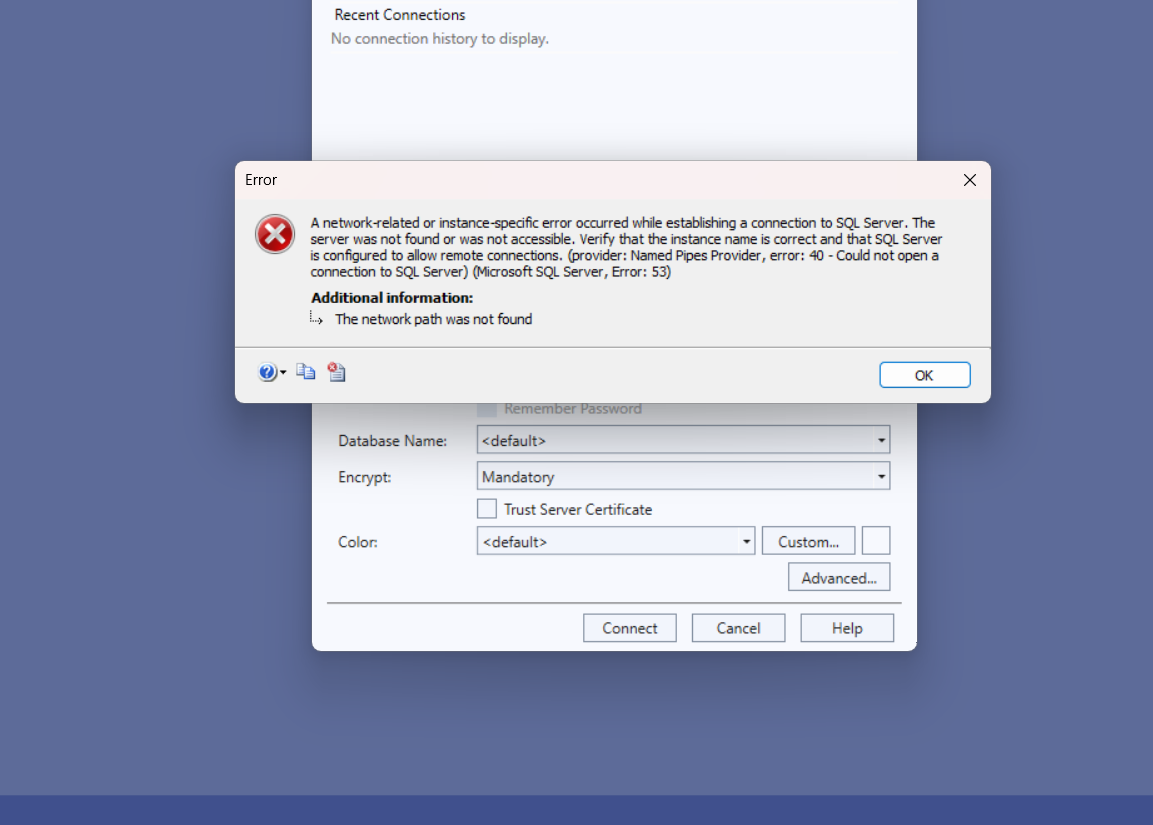 Recent Connections
No connection history to display.
Error
A network-related or instance-specific error occurred while establishing a connection to SQL Server. The
server was not found or was not accessible. Verify that the instance name is correct and that SQL Server
is configured to allow remote connections. (provider: Named Pipes Provider, error: 40 - Could not open a
connection to SQL Server) (Microsoft SQL Server, Error: 53)
Additional information:
The network path was not found
OK
Remember Password
Database Name: <default>
Encrypt: Mandatory
Trust Server Certificate
Color: <default> Custom...
Advanced...
Connect Cancel Help